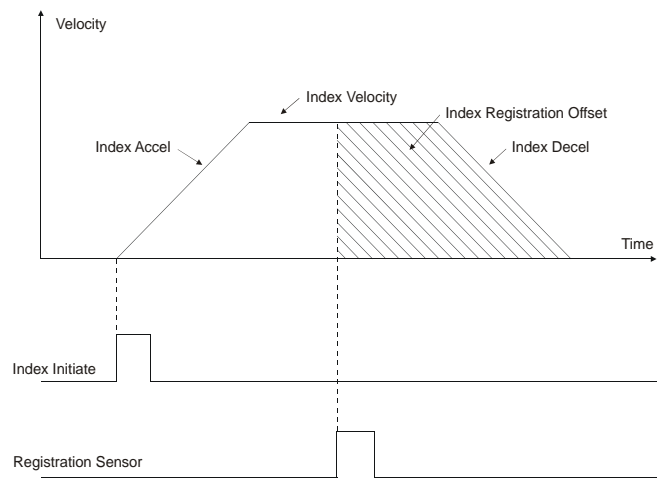 Velocity
Index Velocity
Index Registration Offset
Index Accel
Index Decel
Time
Index Initiate
Registration Sensor